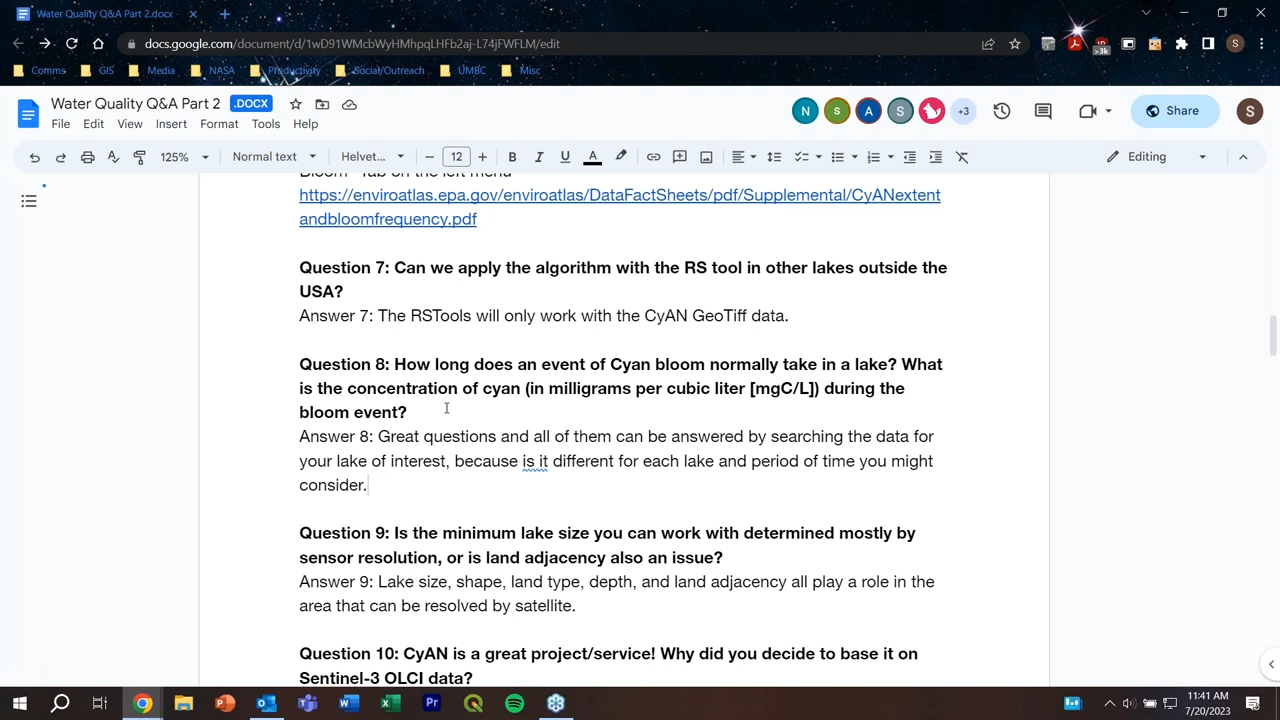 Water Quality Q&A Part 2.docx
docs.google.com/document/d/1wD91WMcbWyHMhpqLHFb2aj-L74jFWFLM/edit
>3k
S
Comms GIS Media NASA Productivity Social/Outreach UMBC Misc
Water Quality Q&A Part 2 .DOCX
N S A S +3 Share S
File Edit View Insert Format Tools Help
125% Normal text Helvet... 12 B I U A Editing
Bloom" Tab on the left menu
https://enviroatlas.epa.gov/enviroatlas/DataFactSheets/pdf/Supplemental/CyANextent
andbloomfrequency.pdf
Question 7: Can we apply the algorithm with the RS tool in other lakes outside the
USA?
Answer 7: The RSTools will only work with the CyAN GeoTiff data.
Question 8: How long does an event of Cyan bloom normally take in a lake? What
is the concentration of cyan (in milligrams per cubic liter [mgC/L]) during the
bloom event?
Answer 8: Great questions and all of them can be answered by searching the data for
your lake of interest, because is it different for each lake and period of time you might
consider.
Question 9: Is the minimum lake size you can work with determined mostly by
sensor resolution, or is land adjacency also an issue?
Answer 9: Lake size, shape, land type, depth, and land adjacency all play a role in the
area that can be resolved by satellite.
Question 10: CyAN is a great project/service! Why did you decide to base it on
Sentinel-3 OLCI data?
11:41 AM
7/20/2023